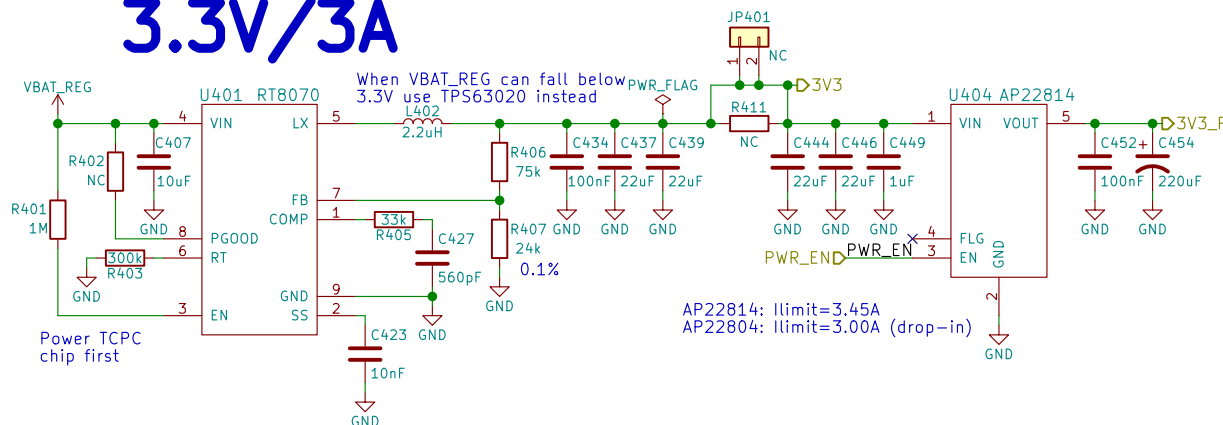 3.3V/3A
JP401
1
2
NC
VBAT_REG
When VBAT_REG can fall below
3.3V use TPS63020 instead
PWR_FLAG
3V3
U401
RT8070
L402
2.2uH
R411
NC
U404
AP22814
4
VIN
LX
5
1
VIN
VOUT
5
3V3_
R402
NC
C407
10uF
GND
R406
75k
C434
100nF
GND
C437
22uF
GND
C439
22uF
GND
C444
22uF
GND
C446
22uF
GND
C449
1uF
GND
C452
100nF
GND
+
C454
220uF
GND
R401
1M
FB
7
COMP
1
33k
R405
R407
24k
0.1%
GND
8
PGOOD
6
RT
300k
R403
GND
C427
560pF
PWR_EN
PWR_EN
4
FLG
3
EN
GND
2
GND
GND
9
GND
3
EN
SS
2
C423
10nF
GND
Power TCPC
chip first
AP22814: Ilimit=3.45A
AP22804: Ilimit=3.00A (drop-in)